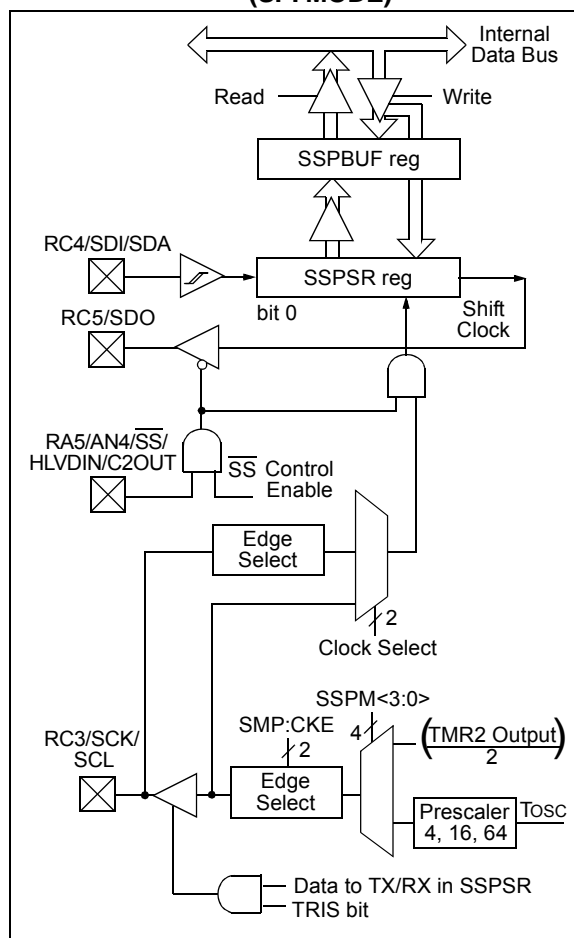 (SPI MODE)
Internal
Data Bus
Read
Write
SSPBUF reg
RC4/SDI/SDA
SSPSR reg
bit 0
Shift
Clock
RC5/SDO
RA5/AN4/SS/
HLVDIN/C2OUT
SS Control
Enable
Edge
Select
2
Clock Select
SSPM<3:0>
SMP:CKE
4
(TMR2 Output)
2
2
RC3/SCK/
SCL
Edge
Select
Prescaler
4, 16, 64
TOSC
Data to TX/RX in SSPSR
TRIS bit